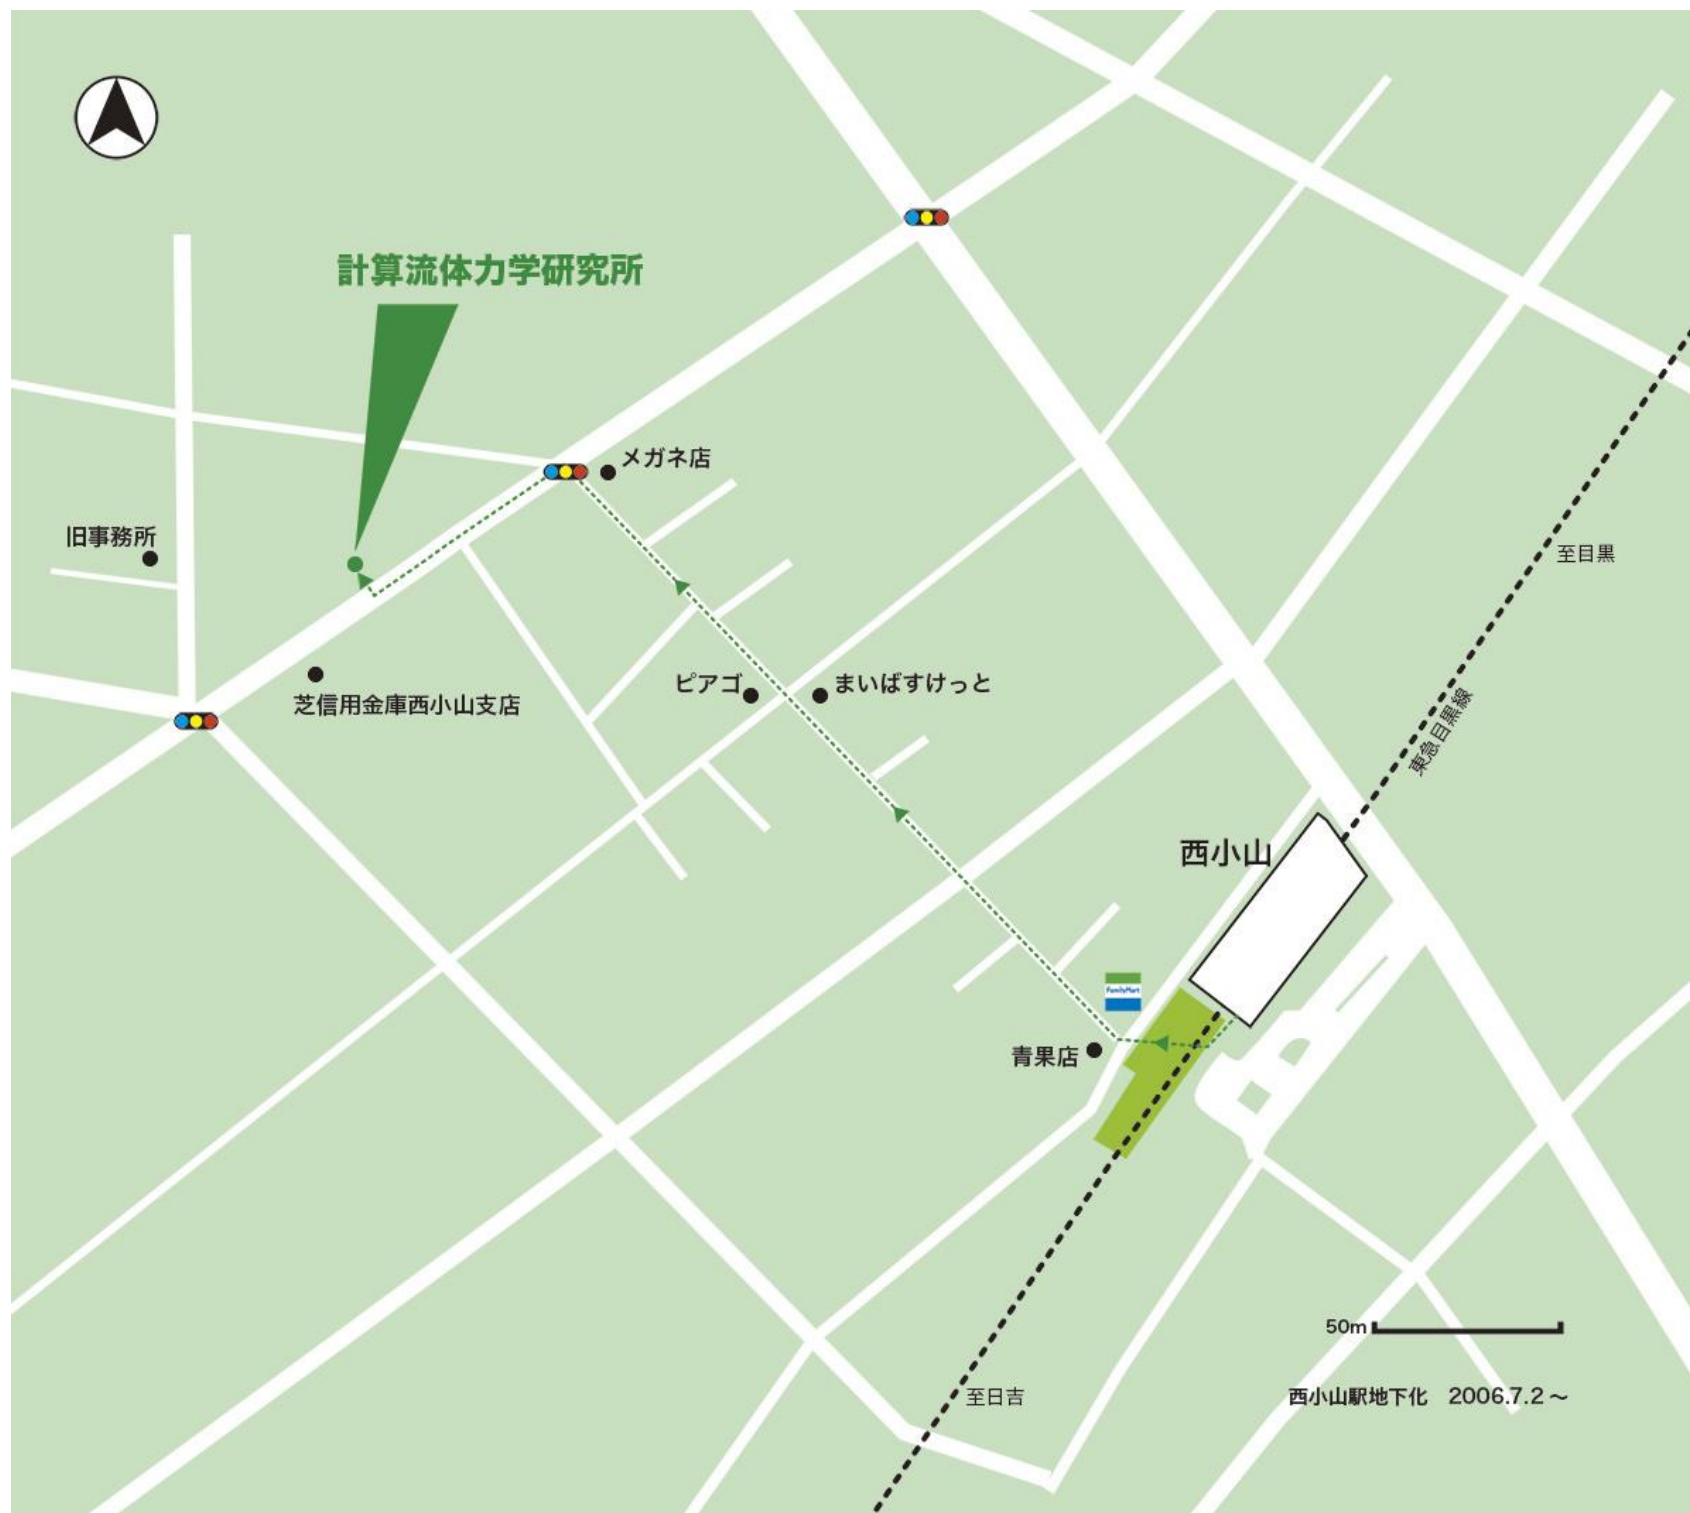 計算流体力学研究所
メガネ店
旧事務所
至目黒
ピアゴ
まいばすけっと
芝信用金庫西小山支店
東急目黒線
西小山
FamilyMart
青果店
50m
至日吉
西小山駅地下化 2006.7.2～